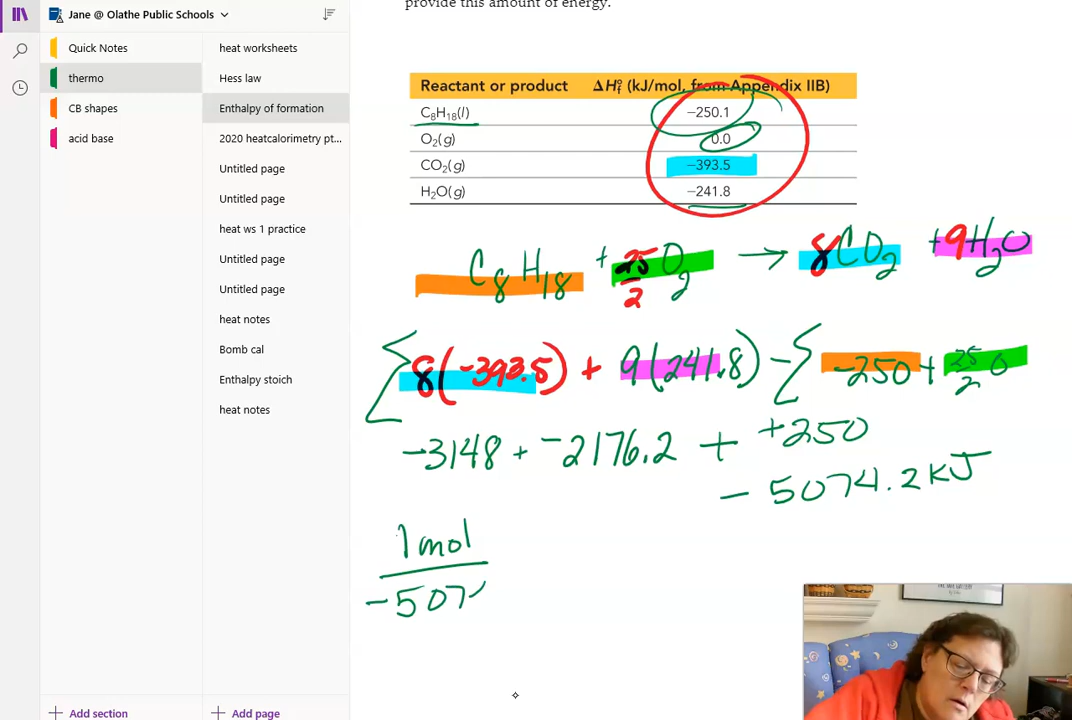 provide this amount of energy.
Jane @ Olathe Public Schools
Quick Notes
thermo
CB shapes
acid base
Add section
heat worksheets
Hess law
Enthalpy of formation
2020 heatcalorimetry pt...
Untitled page
Untitled page
heat ws 1 practice
Untitled page
Untitled page
heat notes
Bomb cal
Enthalpy stoich
heat notes
Add page
Reactant or product ΔH°f (kJ/mol, from Appendix IIB)
C8H18(l) −250.1
O2(g) 0.0
CO2(g) −393.5
H2O(g) −241.8
C8H18 + 25/2 O2 → 8CO2 + 9H2O
[8(-393.5) + 9(241.8) - [-250 + 25/2 0
-3148 + -2176.2 + +250
- 5074.2 kJ
1 mol
-507